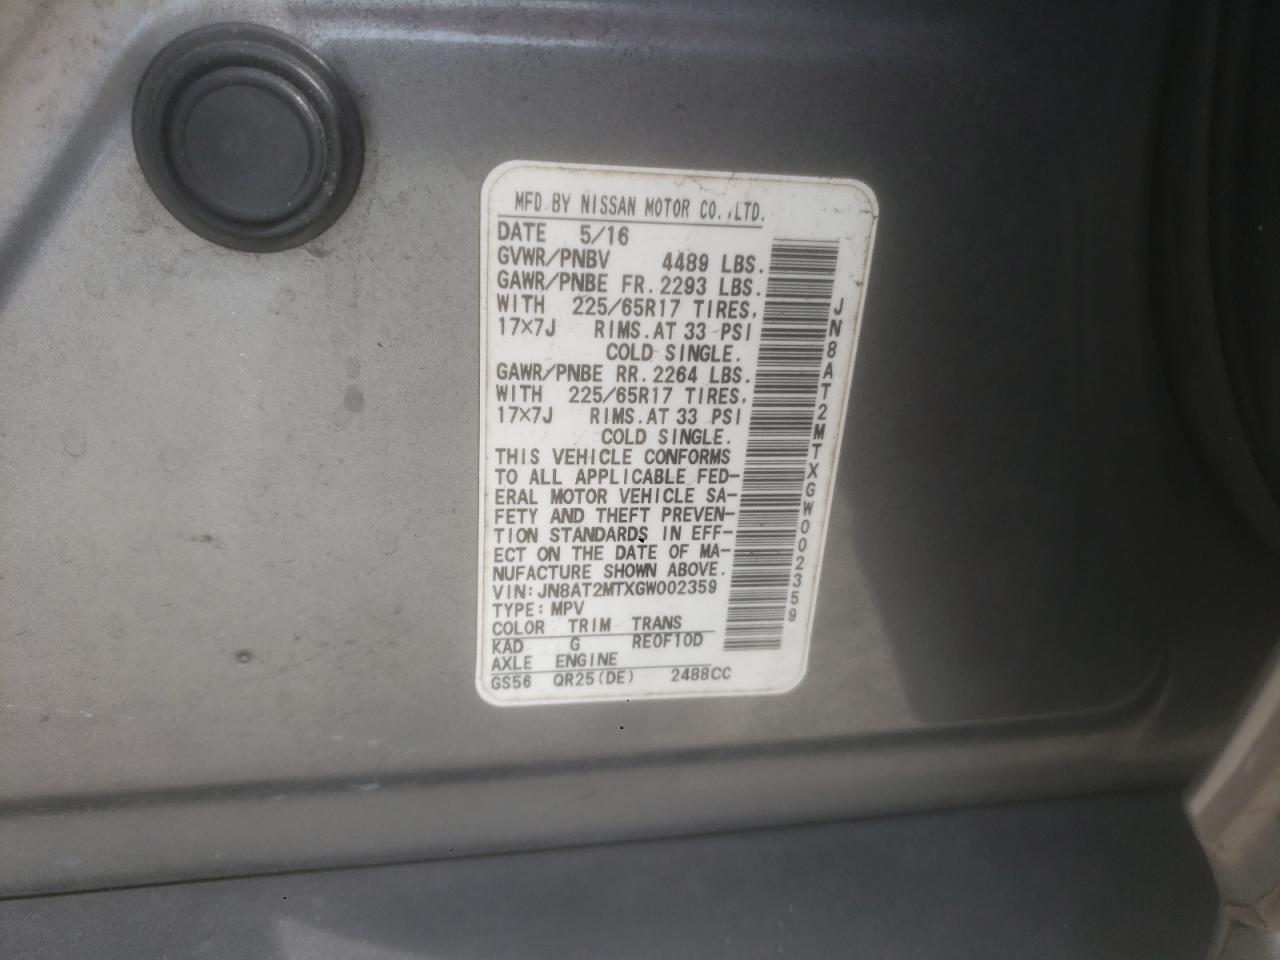 MFD.BY NISSAN MOTOR CO.,LTD.
DATE 5/16
GVWR/PNBV 4489 LBS.
GAWR/PNBE FR.2293 LBS.
WITH 225/65R17 TIRES,
17×7J RIMS.AT 33 PSI
COLD SINGLE.
GAWR/PNBE RR.2264 LBS.
WITH 225/65R17 TIRES,
17×7J RIMS.AT 33 PSI
COLD SINGLE.
THIS VEHICLE CONFORMS
TO ALL APPLICABLE FED-
ERAL MOTOR VEHICLE SA-
FETY AND THEFT PREVEN-
TION STANDARDS IN EFF-
ECT ON THE DATE OF MA-
NUFACTURE SHOWN ABOVE.
VIN:JN8AT2MTXGW002359
TYPE:MPV
COLOR TRIM TRANS
KAD G RE0F10D
AXLE ENGINE
GS56 QR25(DE) 2488CC
JN8AT2MTXGW002359